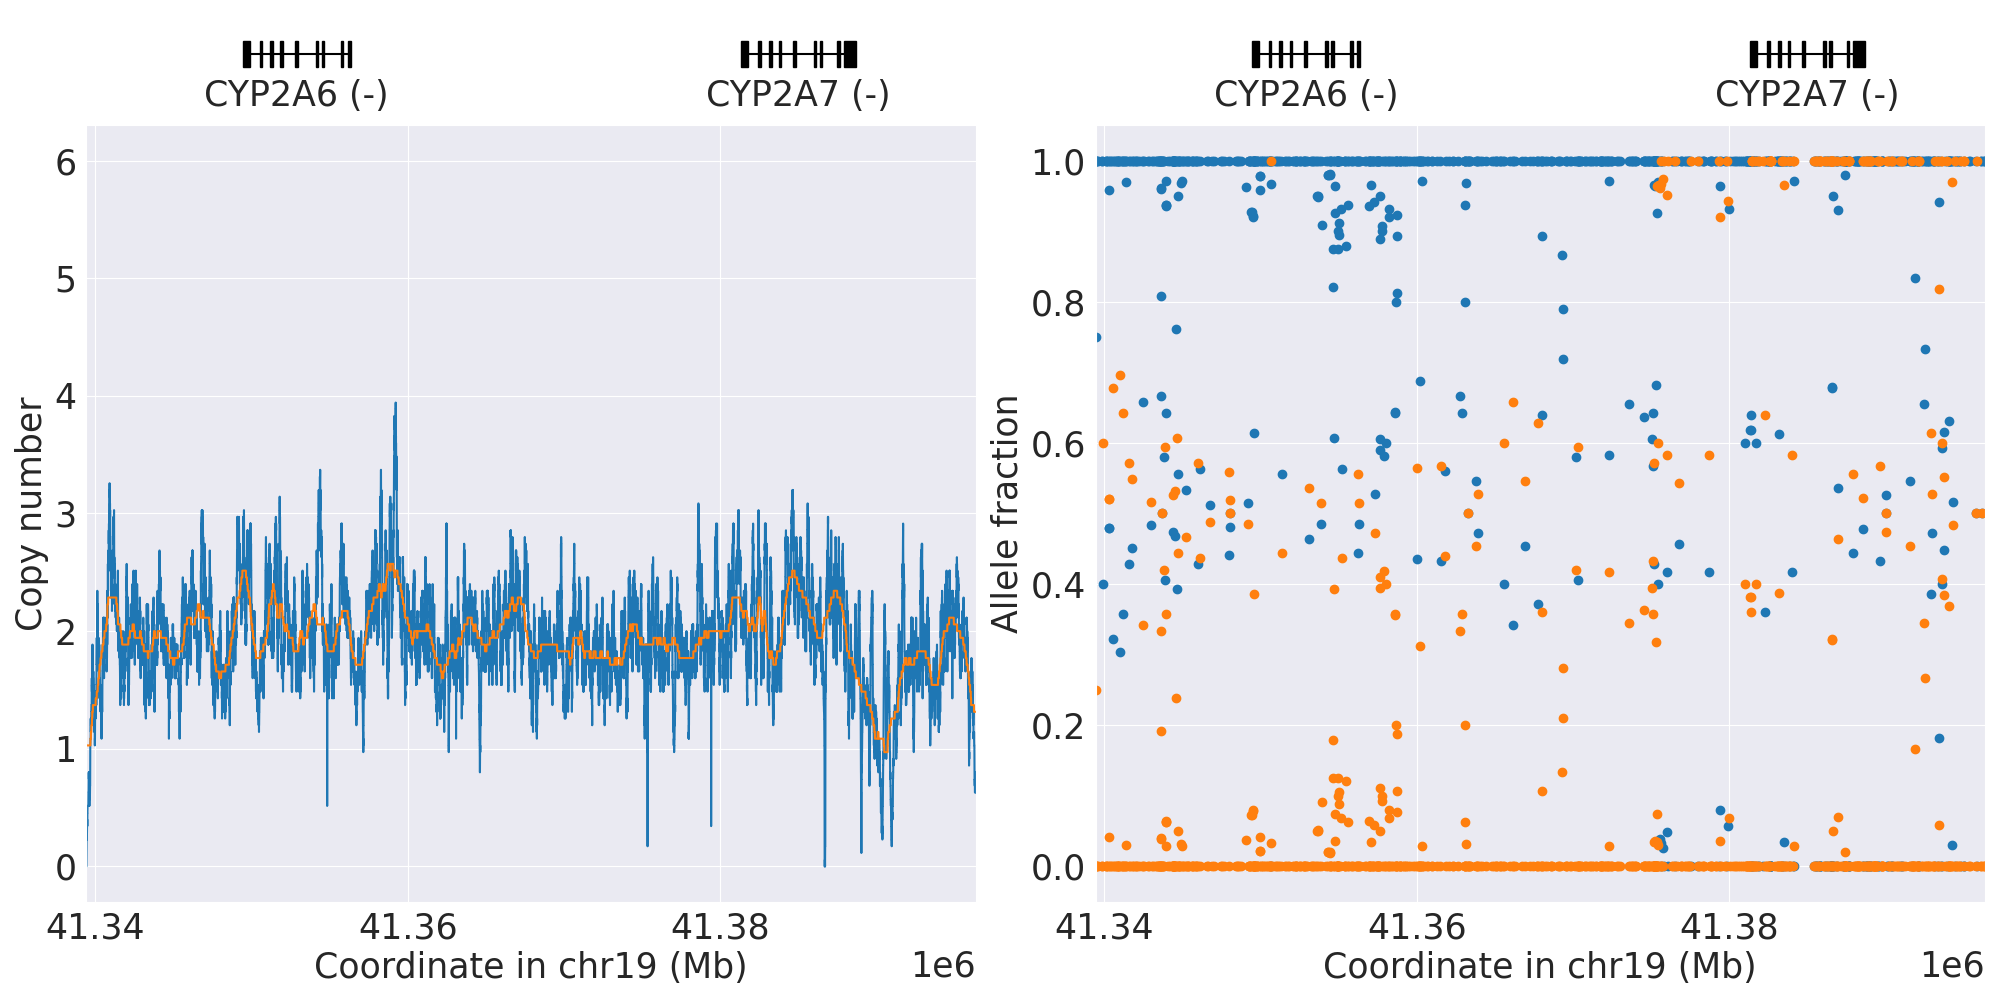 CYP2A6 (-) CYP2A7 (-)
CYP2A6 (-) CYP2A7 (-)
Copy number
6
5
4
3
2
1
0
41.34 41.36 41.38
Coordinate in chr19 (Mb) 1e6
Allele fraction
1.0
0.8
0.6
0.4
0.2
0.0
41.34 41.36 41.38
Coordinate in chr19 (Mb) 1e6